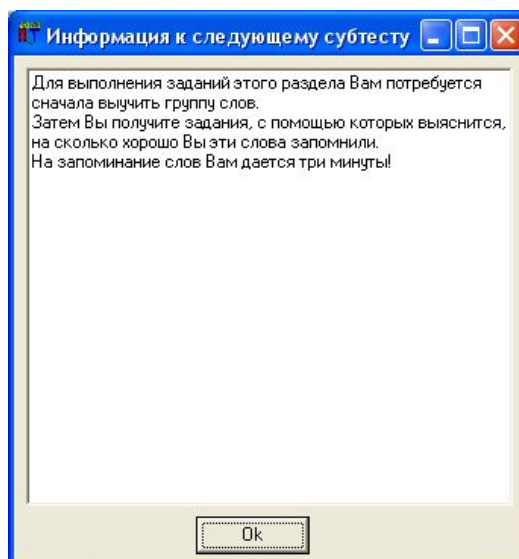 Информация к следующему субтесту
Для выполнения заданий этого раздела Вам потребуется
сначала выучить группу слов.
Затем Вы получите задания, с помощью которых выяснится,
на сколько хорошо Вы эти слова запомнили.
На запоминание слов Вам дается три минуты!
Ok